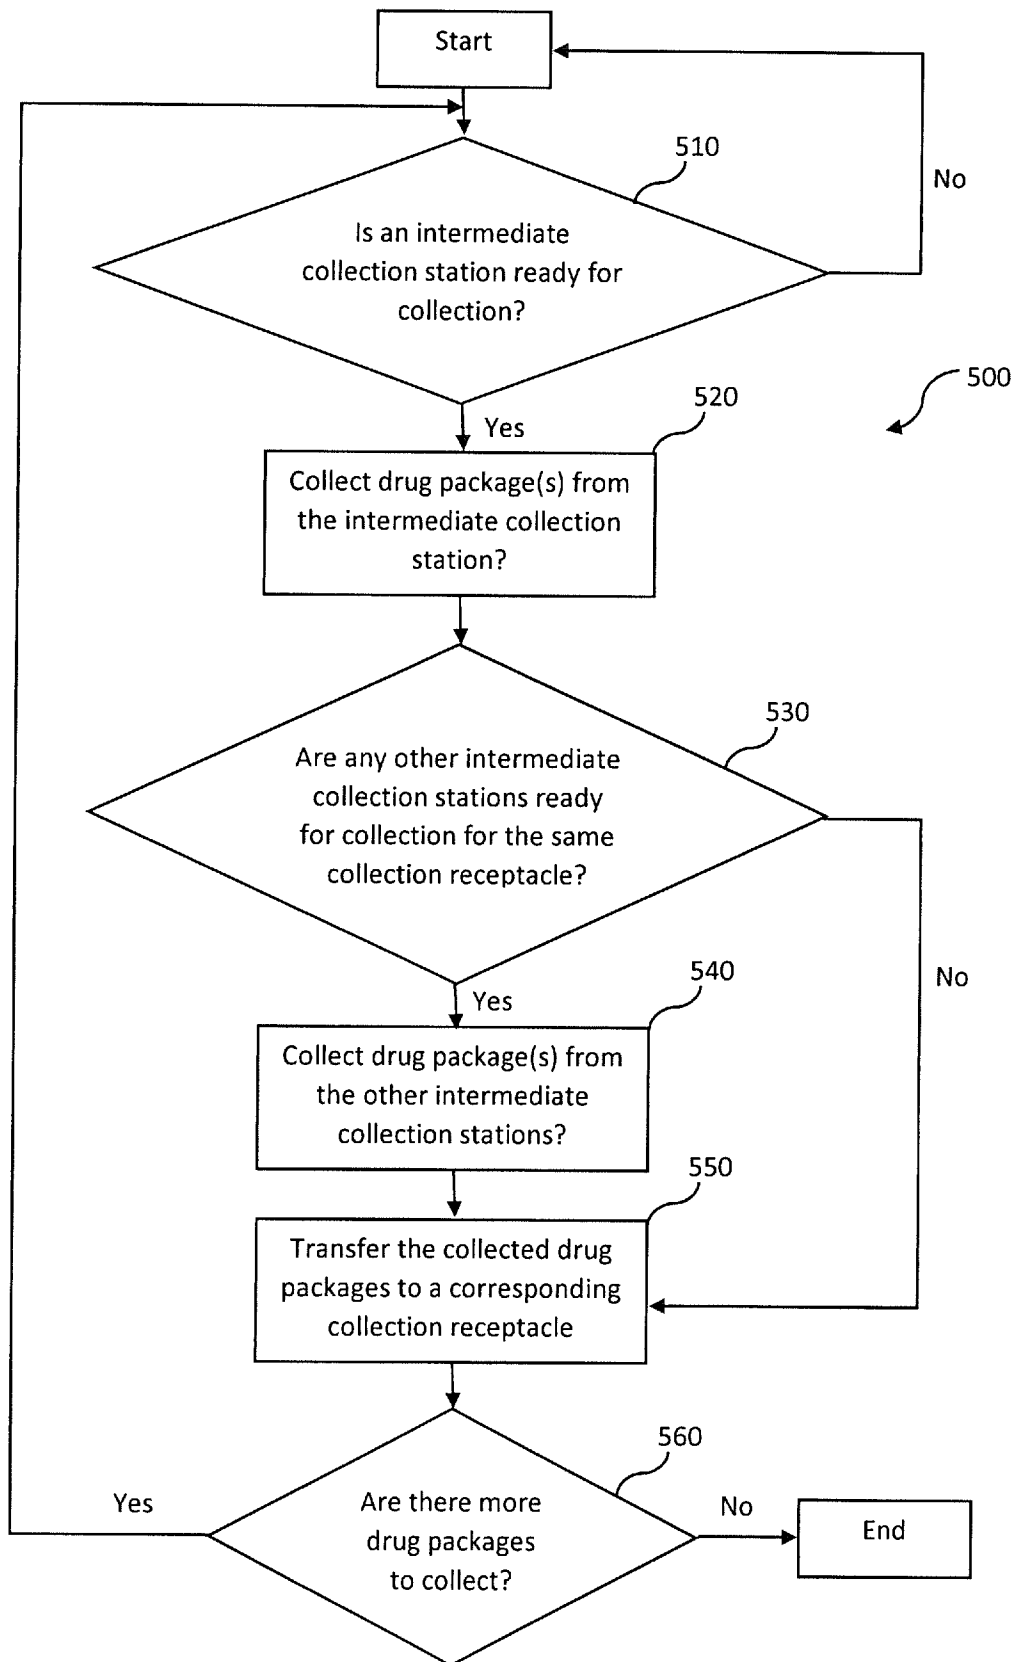 Start
510
No
Is an intermediate
collection station ready for
collection?
500
520
Yes
Collect drug package(s) from
the intermediate collection
station?
530
Are any other intermediate
collection stations ready
for collection for the same
collection receptacle?
540
No
Yes
Collect drug package(s) from
the other intermediate
collection stations?
550
Transfer the collected drug
packages to a corresponding
collection receptacle
560
Yes
Are there more
drug packages
to collect?
No
End